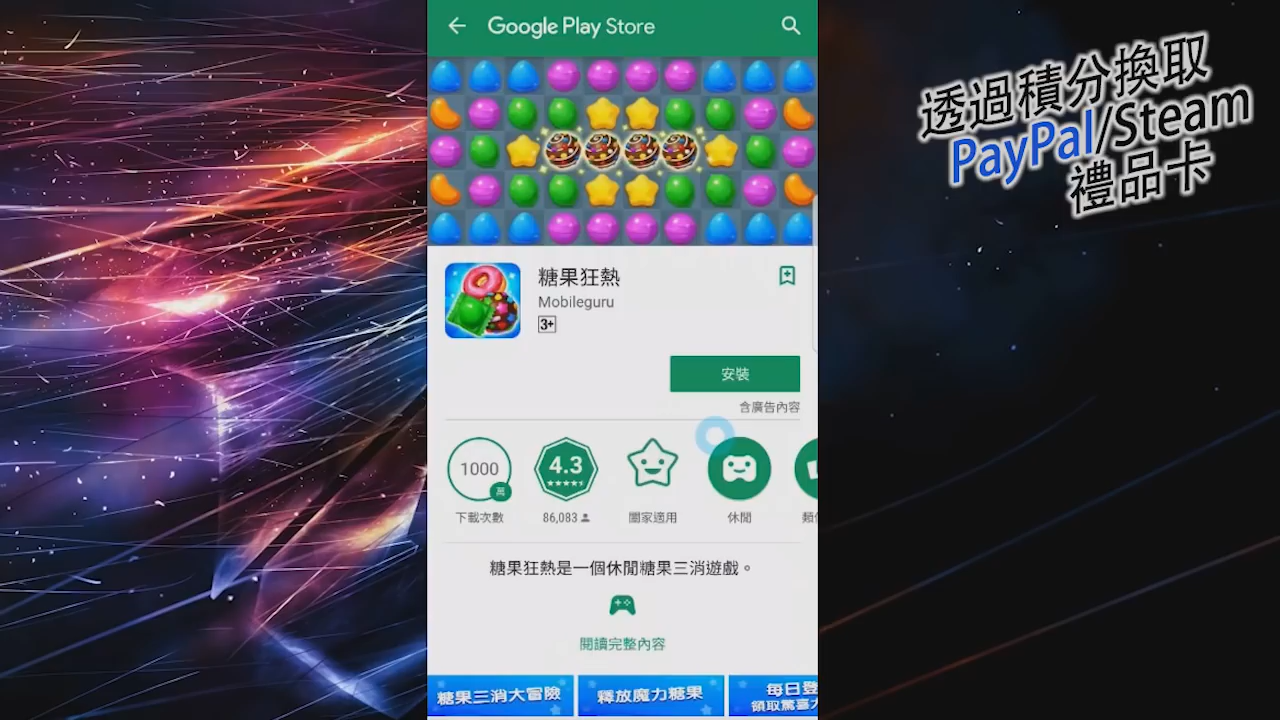 Google Play Store
透過積分換取
PayPal/Steam
禮品卡
糖果狂熱
Mobileguru
3+
安裝
含廣告內容
1000
萬
4.3
下載次數
86,083
闔家適用
休閒
糖果狂熱是一個休閒糖果三消遊戲。
閱讀完整內容
糖果三消大冒險
釋放魔力糖果
每日登
領取驚喜